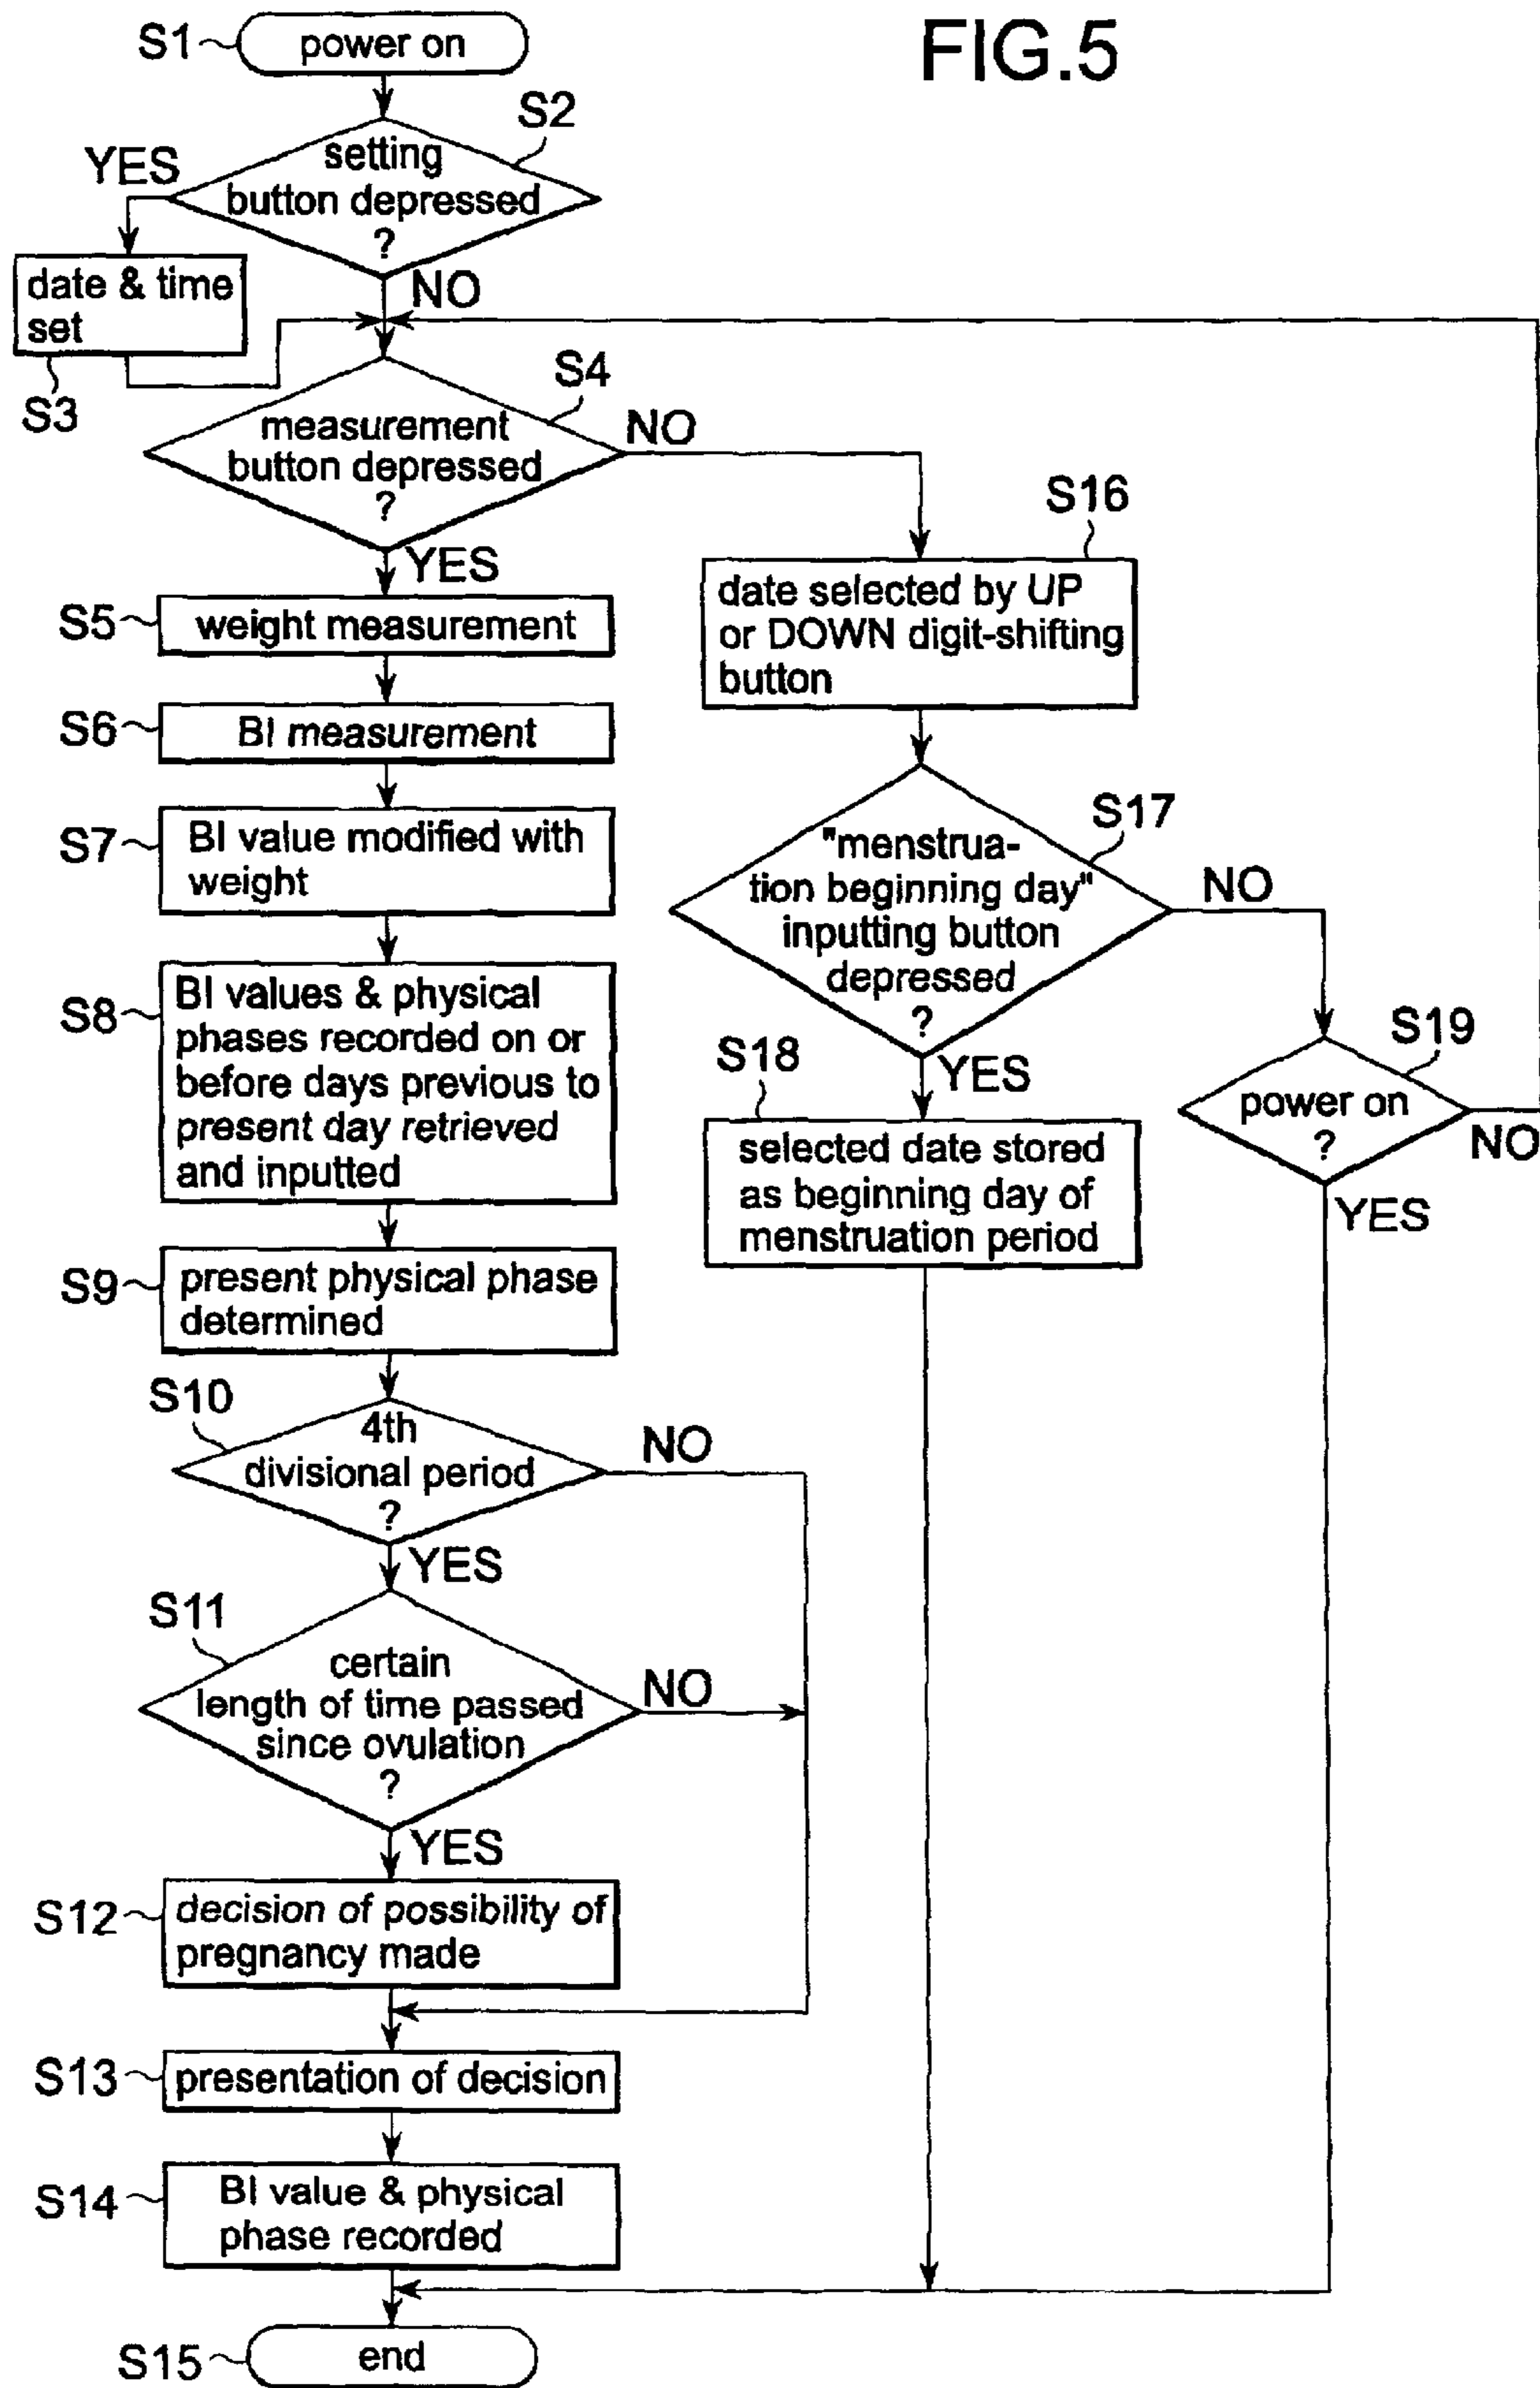 FIG.5
S1
power on
S2
setting
button depressed
?
YES
NO
date & time
set
S3
S4
measurement
button depressed
?
NO
YES
S5
weight measurement
S6
BI measurement
S7
BI value modified with
weight
S8
BI values & physical
phases recorded on or
before days previous to
present day retrieved
and inputted
S9
present physical phase
determined
S10
4th
divisional period
?
NO
YES
S11
certain
length of time passed
since ovulation
?
NO
YES
S12
decision of possibility of
pregnancy made
S13
presentation of decision
S14
BI value & physical
phase recorded
S15
end
S16
date selected by UP
or DOWN digit-shifting
button
S17
"menstrua-
tion beginning day"
inputting button
depressed
?
NO
YES
S18
selected date stored
as beginning day of
menstruation period
S19
power on
?
NO
YES